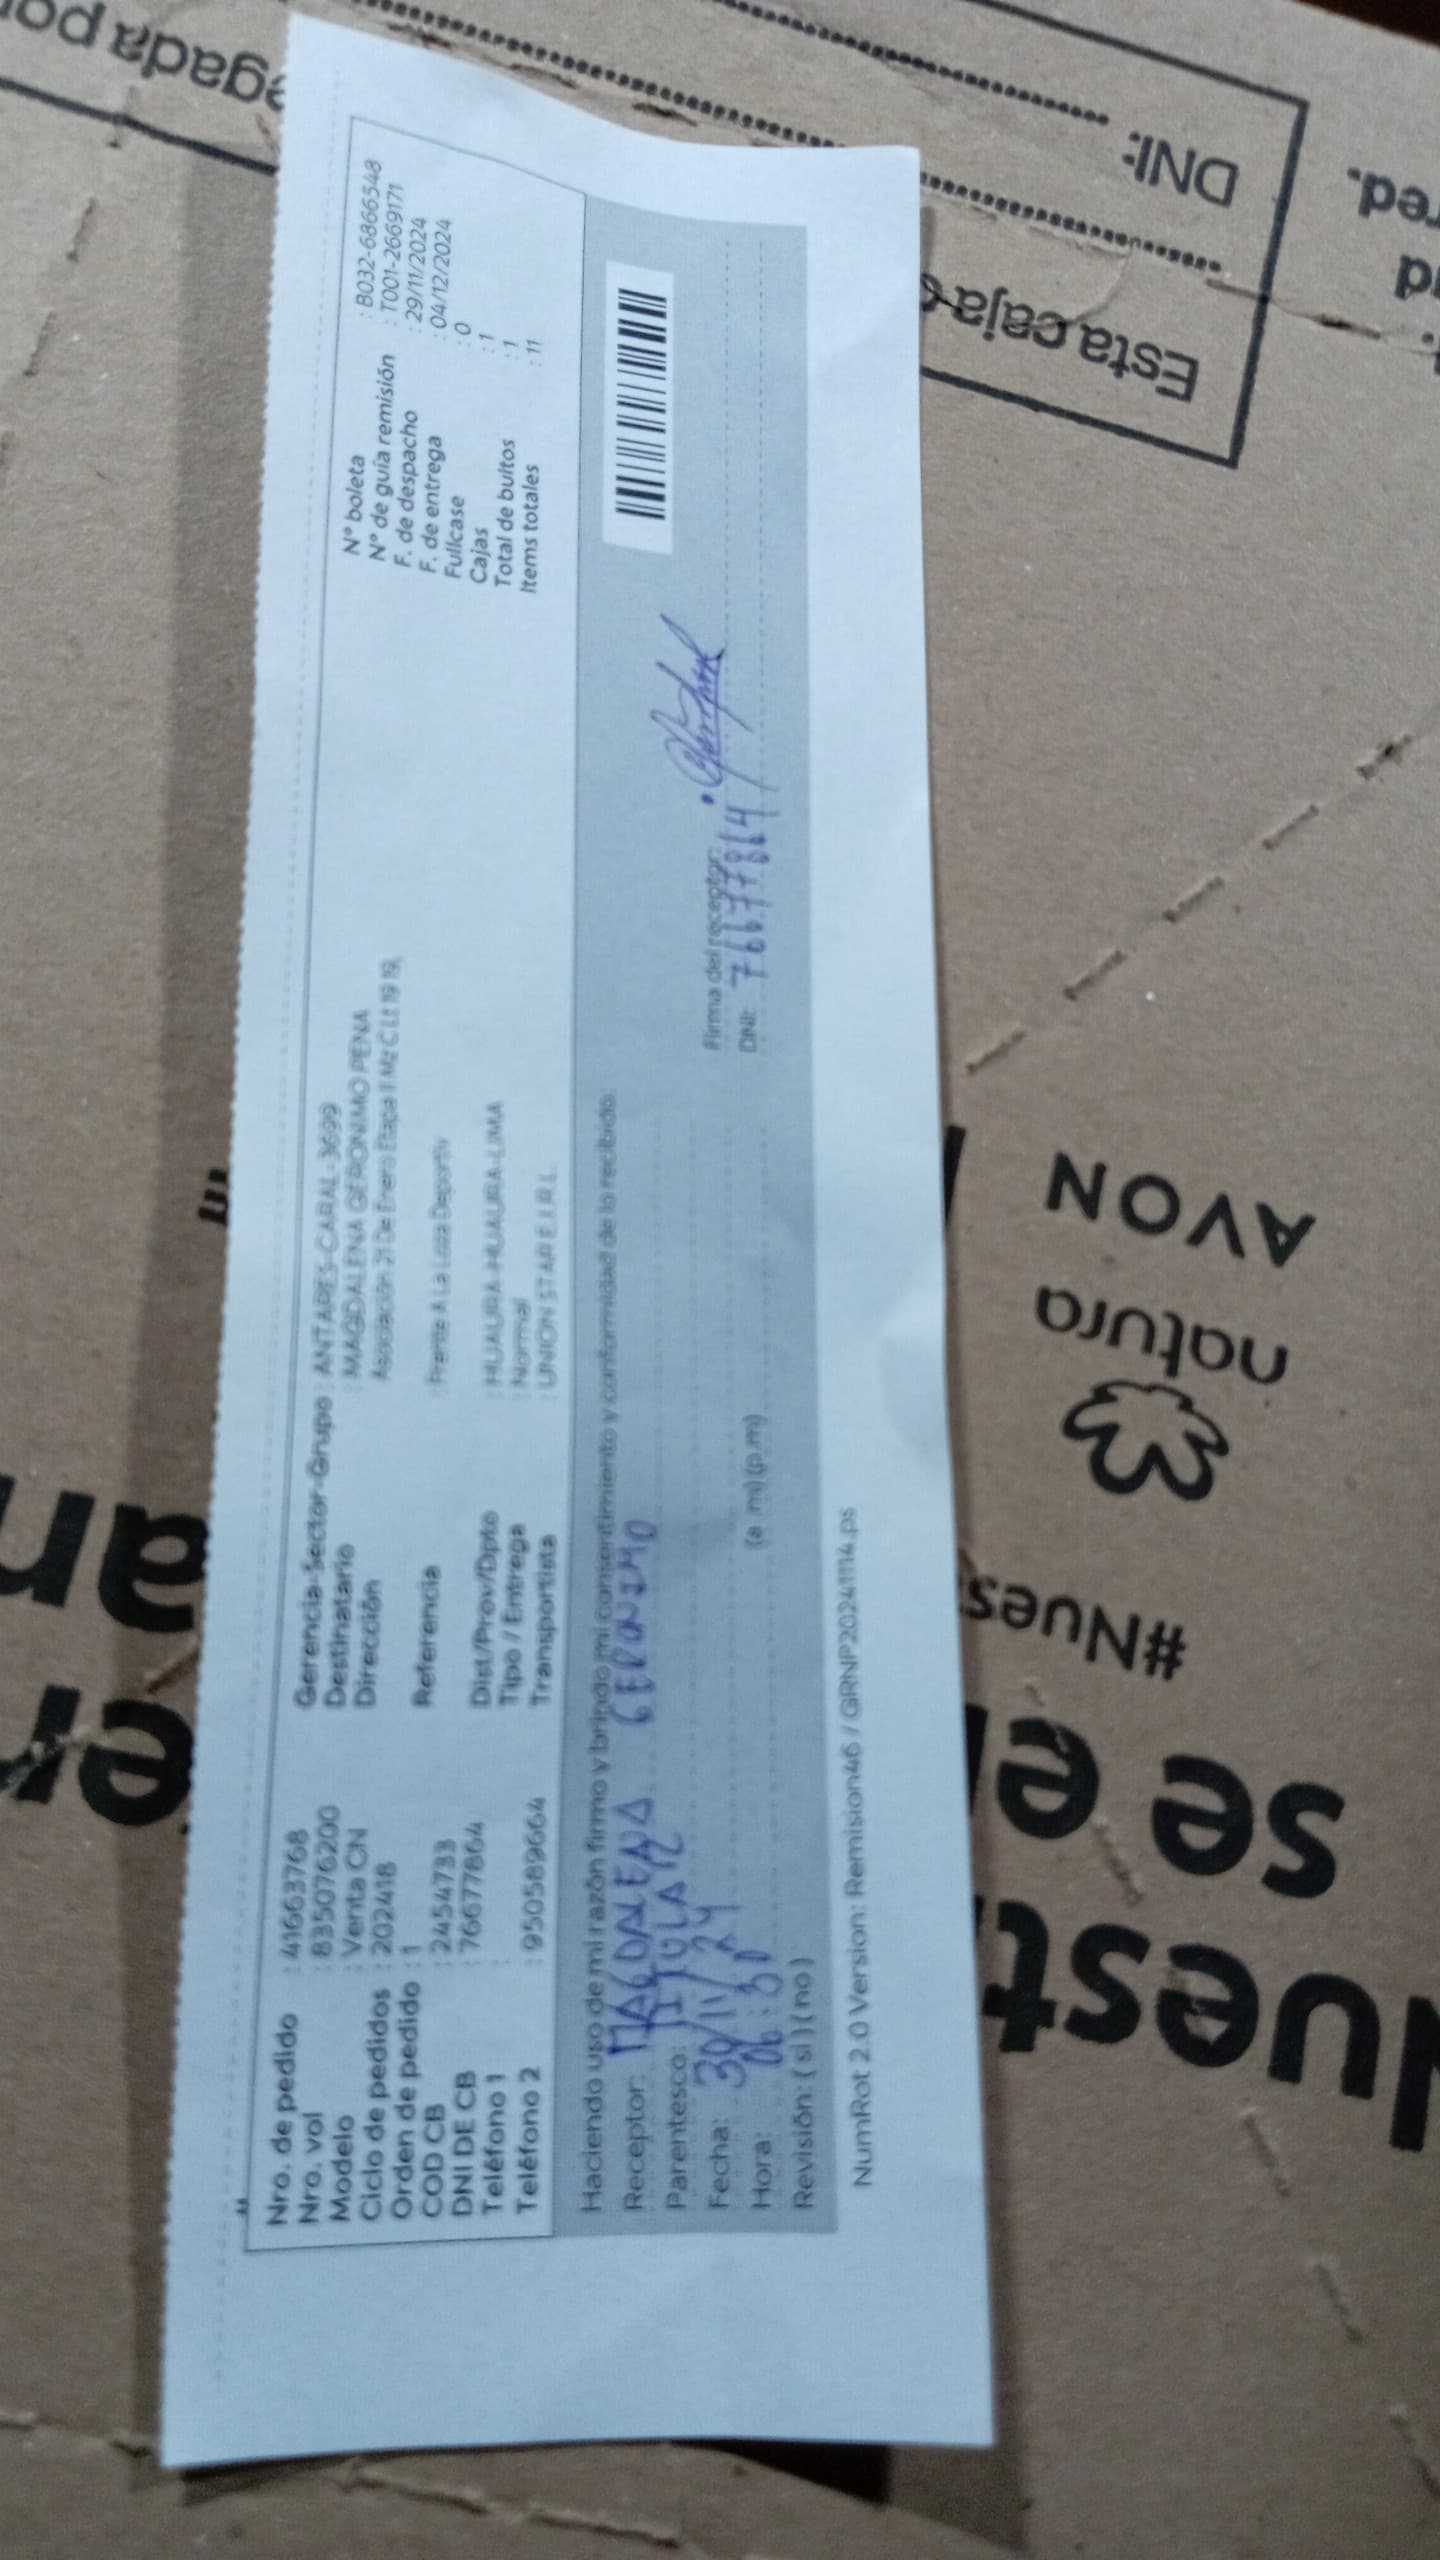 Nro. de pedido : 41663768
Nro. vol : 835076200
Modelo : Venta CN
Ciclo de pedidos : 202418
Orden de pedido : 1
COD CB : 2454733
DNI DE CB : 76677864
Teléfono 1 :
Teléfono 2 : 950589664
Gerencia-Sector-Grupo ANTARES-CARAL-3699
Destinatario : MAGDALENA GERONIMO PENA
Dirección Asociación 21 De Enero Etapa II Mz C Lt 19 19,
Referencia : Frente A La Losa Deportiv
Dist/Prov/Dpto : HUAURA-HUAURA-LIMA
Tipo / Entrega : Normal
Transportista : UNION STAR E.I.R.L
N° boleta : B032-6866548
N° de guía remisión : T001-2669171
F. de despacho : 29/11/2024
F. de entrega : 04/12/2024
Fullcase : 0
Cajas : 1
Total de bultos : 1
Items totales : 11
Haciendo uso de mi razón firmo y brindo mi consentimiento y conformidad de lo recibido:
Receptor: MAGDALENA GERONIMO
Parentesco: TITULAR
Fecha: 30/11/24
Hora: 06:30 (a.m)(p.m)
Revisión: (si)(no)
Firma del receptor:
DNI: 76677864
NumRot 2.0 Version: Remision46 / GRNP20241114.ps
Esta caja
DNI:
red.
AVON
natura
#Nues
se e